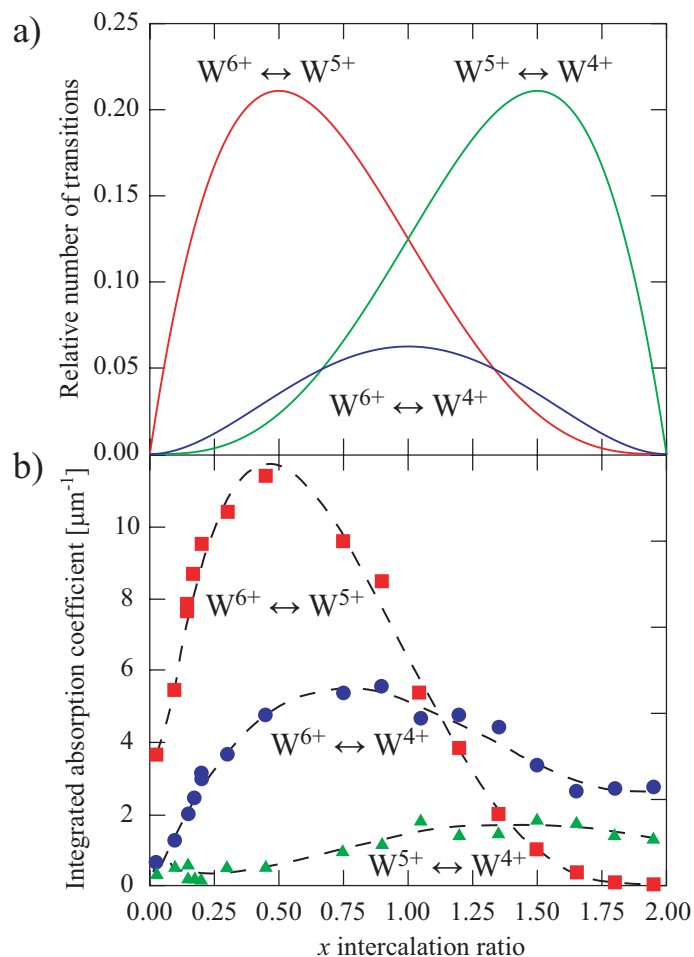 a)
0.25
0.20
0.15
0.10
0.05
0.00
Relative number of transitions
W⁶⁺ ↔ W⁵⁺
W⁵⁺ ↔ W⁴⁺
W⁶⁺ ↔ W⁴⁺
b)
10
8
6
4
2
0
Integrated absorption coefficient [μm⁻¹]
W⁶⁺ ↔ W⁵⁺
W⁶⁺ ↔ W⁴⁺
W⁵⁺ ↔ W⁴⁺
0.00 0.25 0.50 0.75 1.00 1.25 1.50 1.75 2.00
x intercalation ratio